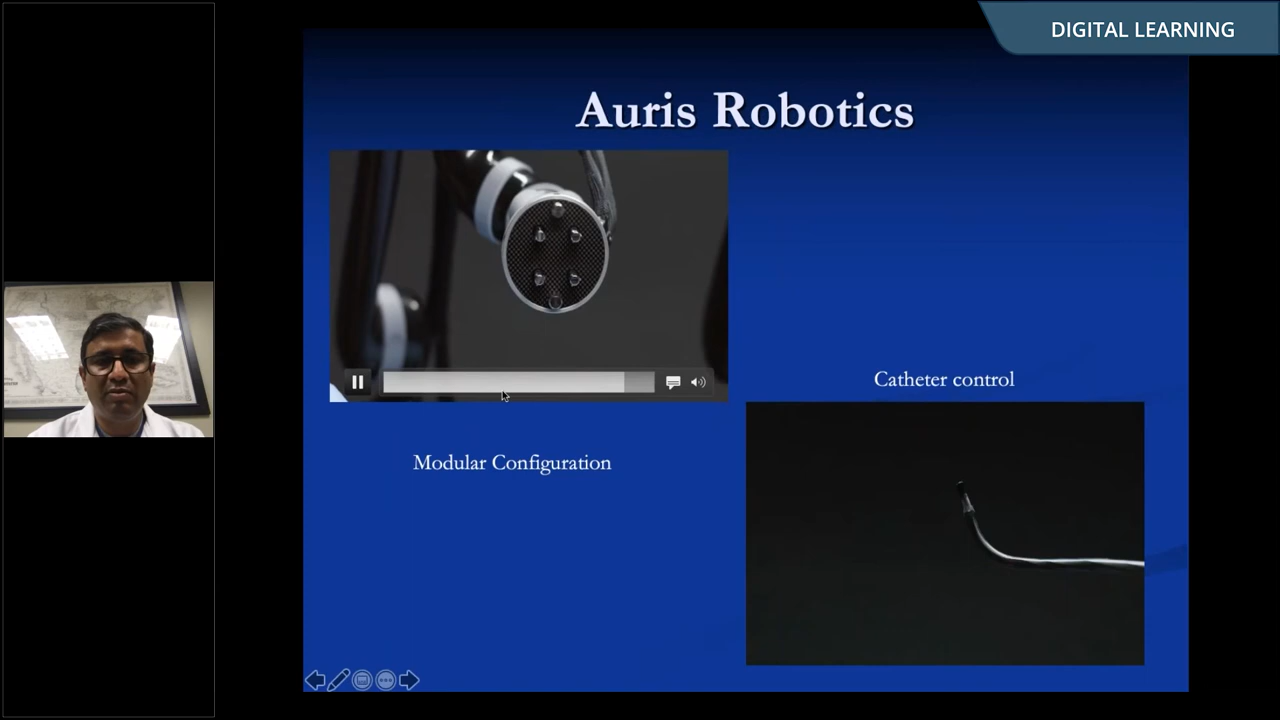 DIGITAL LEARNING
Auris Robotics
Catheter control
Modular Configuration